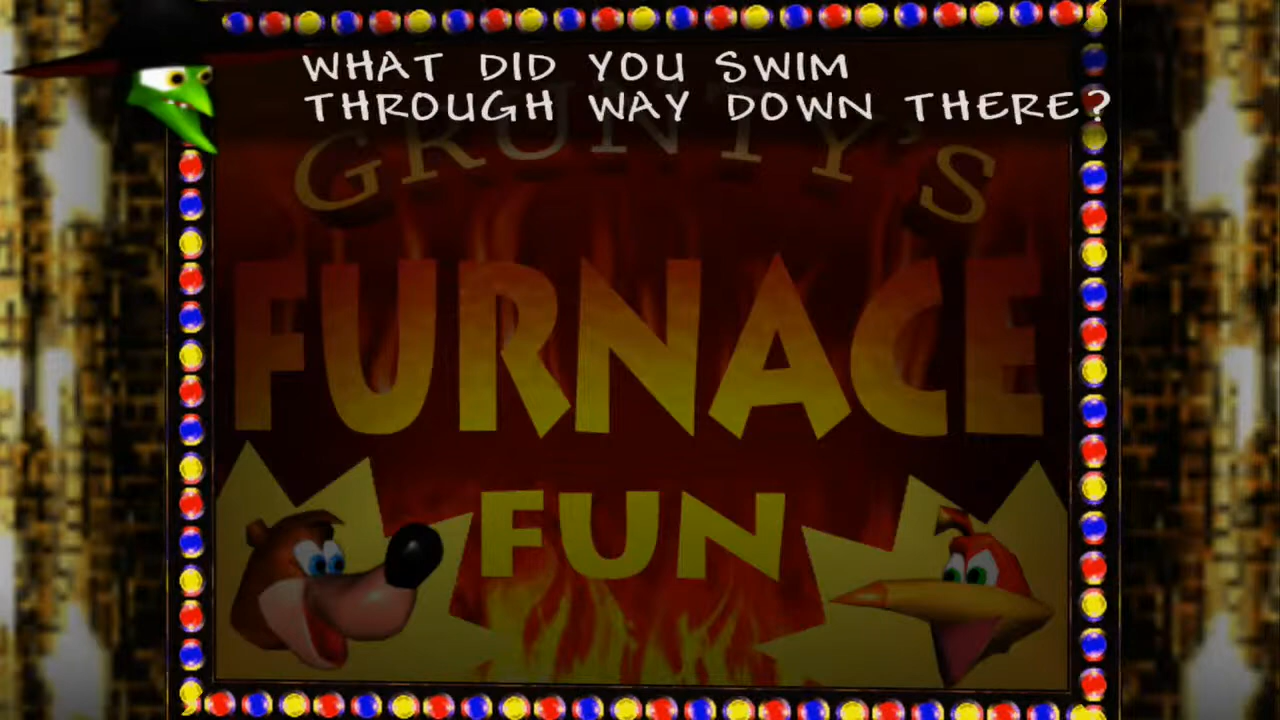 WHAT DID YOU SWIM
THROUGH WAY DOWN THERE?
GRUNTY'S
FURNACE
FUN